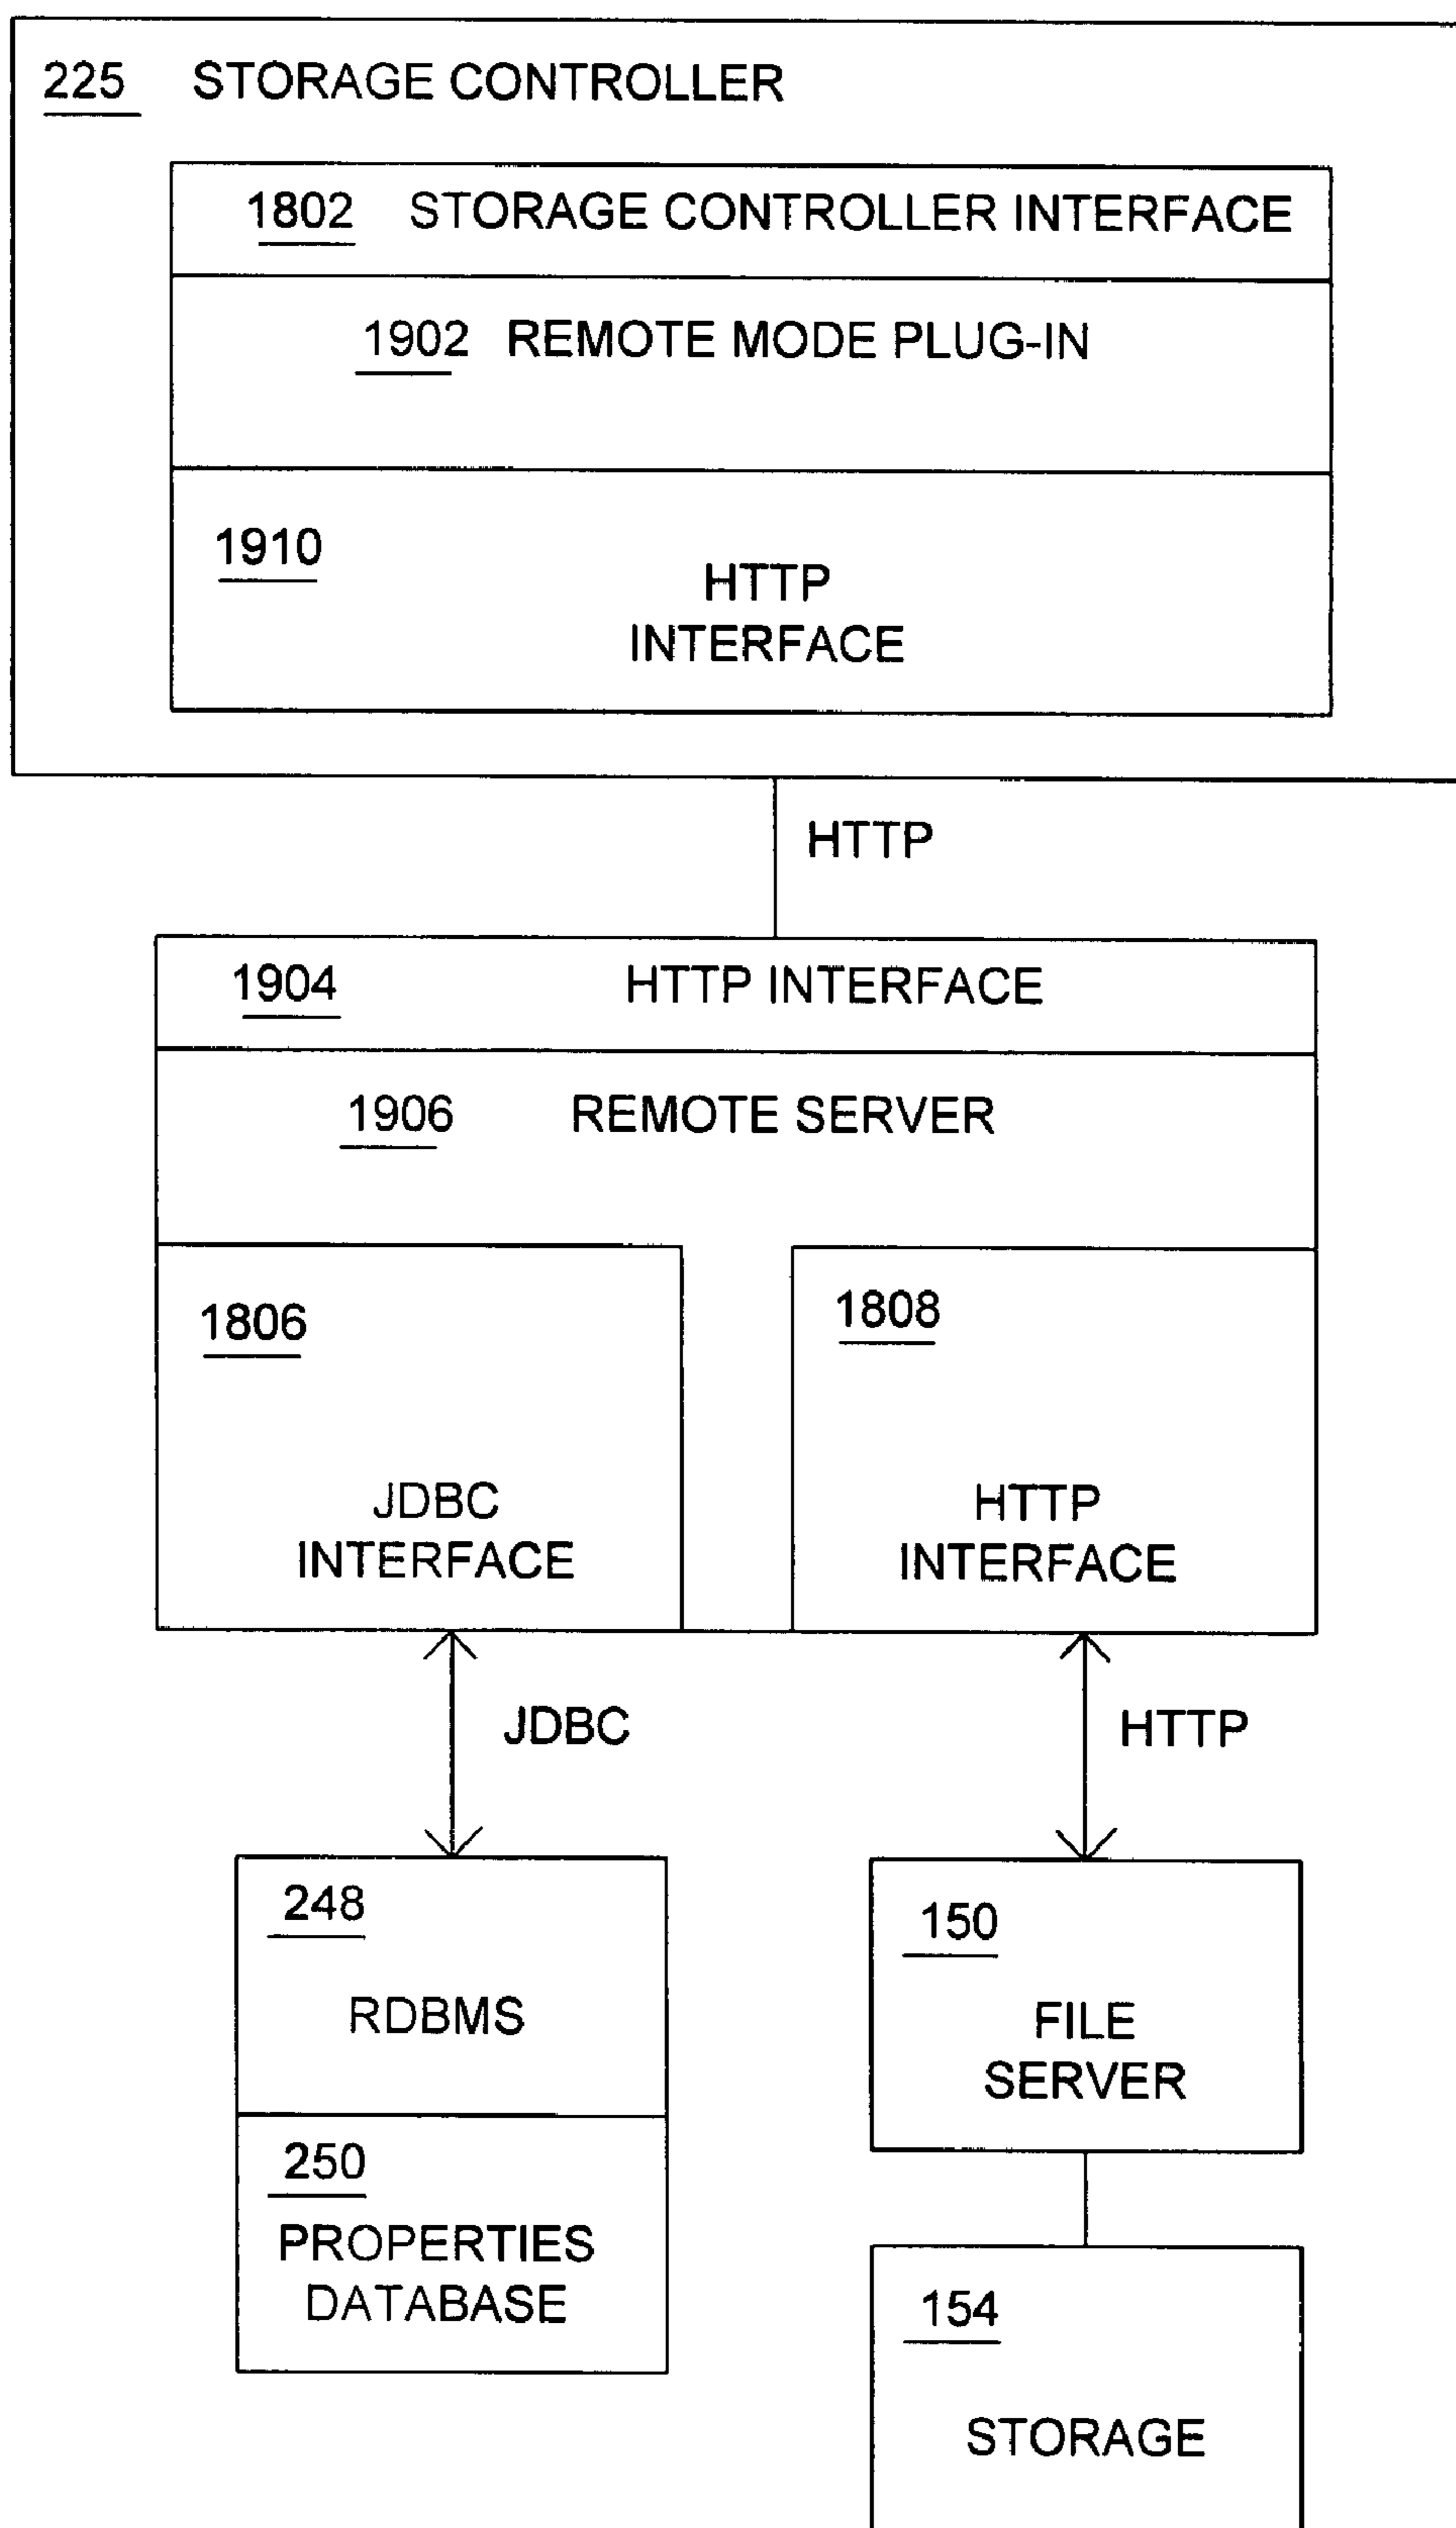 225 STORAGE CONTROLLER
1802 STORAGE CONTROLLER INTERFACE
1902 REMOTE MODE PLUG-IN
1910
HTTP
INTERFACE
HTTP
1904 HTTP INTERFACE
1906 REMOTE SERVER
1806
JDBC
INTERFACE
1808
HTTP
INTERFACE
JDBC
HTTP
248
RDBMS
250
PROPERTIES
DATABASE
150
FILE
SERVER
154
STORAGE